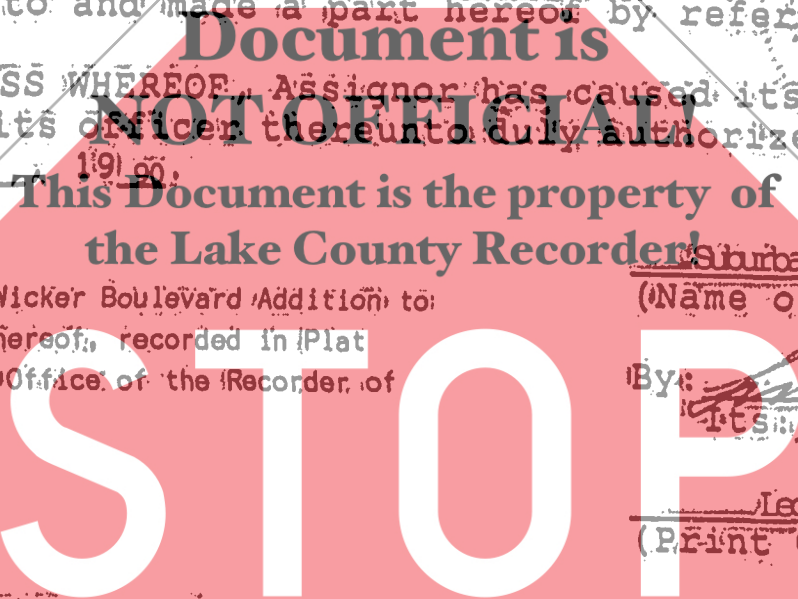 to and made a part hereof by refer
Document is
SS WHEREOF, Assignor has caused its
NOT OFFICIAL!
its officer thereunto duly authorize
19 90.
This Document is the property of
the Lake County Recorder!
Suburba
Wicker Boulevard Addition to
(Name o
hereof, recorded in Plat
STOP
Office of the Recorder of
By:
Its:
Leo
(Print